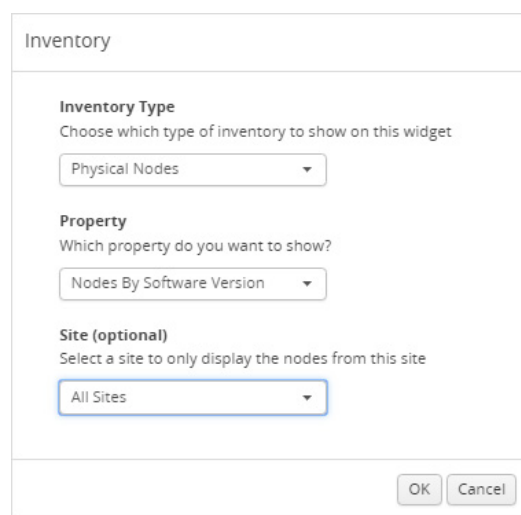 Inventory
Inventory Type
Choose which type of inventory to show on this widget
Physical Nodes
Property
Which property do you want to show?
Nodes By Software Version
Site (optional)
Select a site to only display the nodes from this site
All Sites
OK Cancel